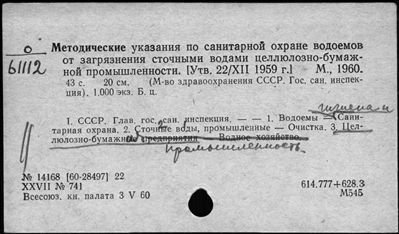 0
61112
Методические указания по санитарной охране водоемов
от загрязнения сточными водами целлюлозно-бумаж-
ной промышленности. [Утв. 22/XII 1959 г.] М., 1960.
43 с. 20 см. (М-во здравоохранения СССР. Гос. сан. инспек-
ция). 1.000 экз. Б. ц.
гигиена и
1. СССР. Глав. гос. сан. инспекция. — — 1. Водоемы — Сани-
тарная охрана. 2. Сточные воды, промышленные — Очистка. 3. Цел-
люлозно-бумажные предприятия — Водное хозяйство
промышленность.
№ 14168 [60-28497] 22
XXVII № 741
614.777+628.3
Всесоюз. кн. палата 3 V 60
М545